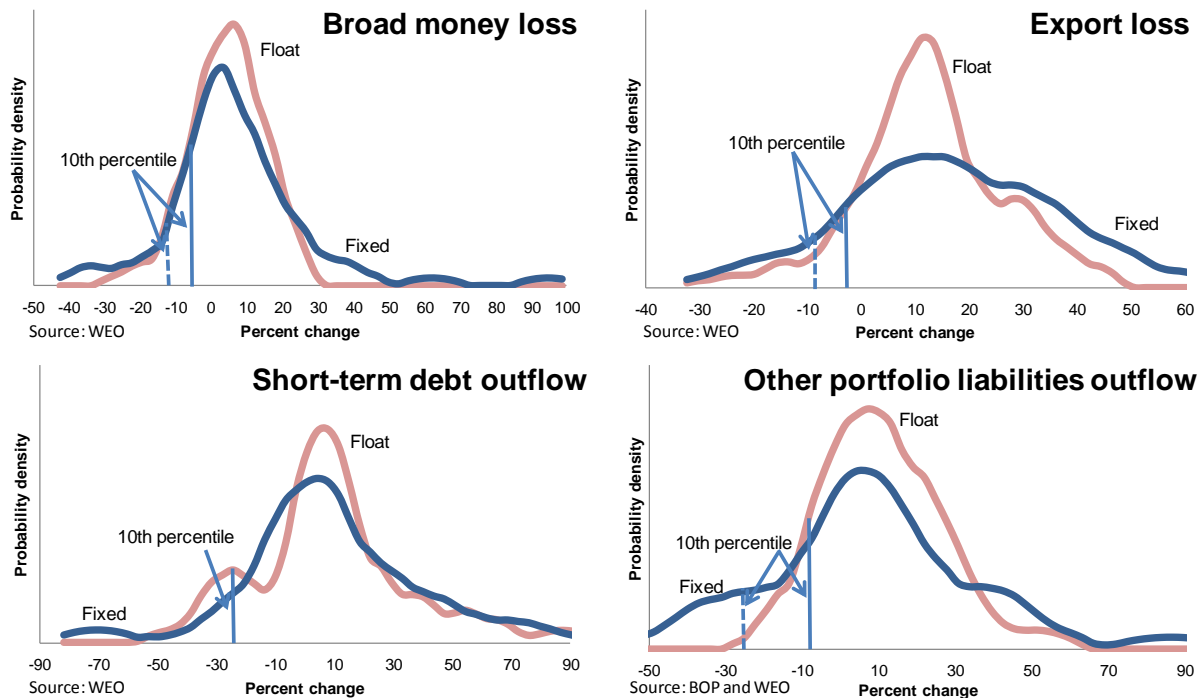 Broad money loss
Float
10th percentile
Fixed
Probability density
-50 -40 -30 -20 -10 0 10 20 30 40 50 60 70 80 90 100
Source: WEO
Percent change
Export loss
Float
10th percentile
Fixed
Probability density
-40 -30 -20 -10 0 10 20 30 40 50 60
Source: WEO
Percent change
Short-term debt outflow
Float
10th percentile
Fixed
Probability density
-90 -70 -50 -30 -10 10 30 50 70 90
Source: WEO
Percent change
Other portfolio liabilities outflow
Float
10th percentile
Fixed
Probability density
-50 -30 -10 10 30 50 70 90
Source: BOP and WEO
Percent change